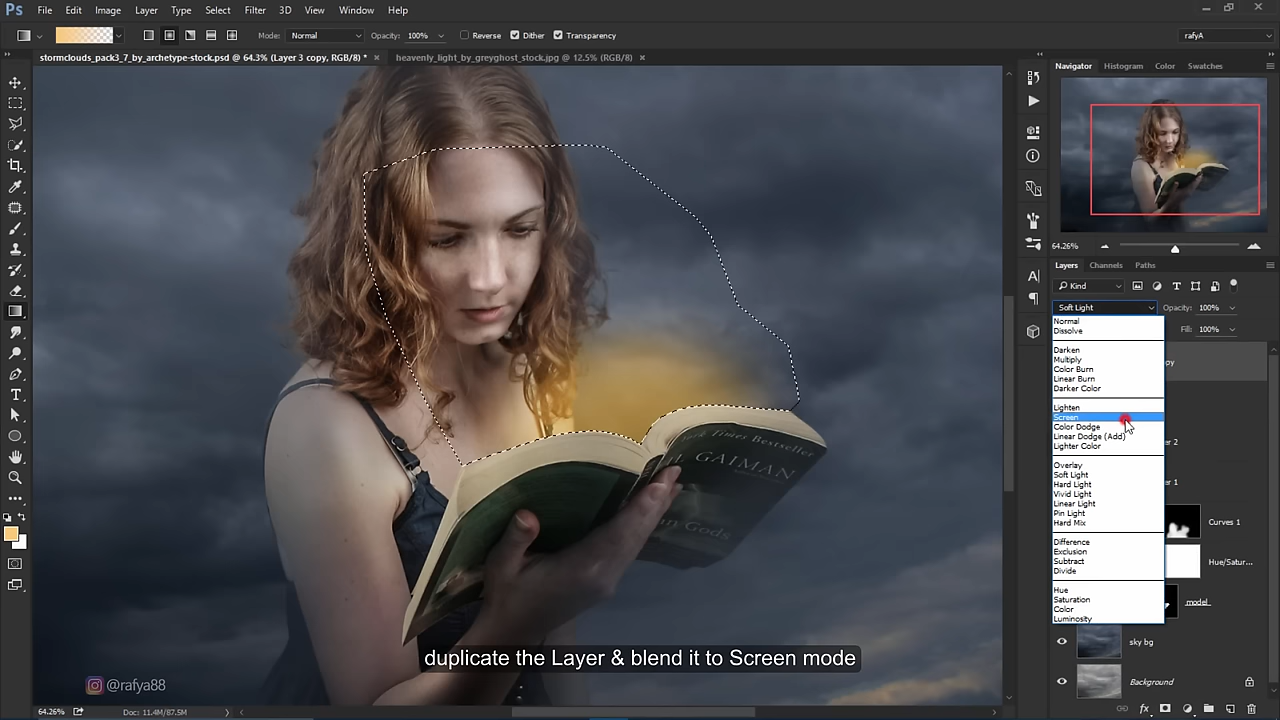 Ps File Edit Image Layer Type Select Filter 3D View Window Help
Mode: Normal Opacity: 100% Reverse Dither Transparency rafyA
stormclouds_pack3_7_by_archetype-stock.psd @ 64.3% (Layer 3 copy, RGB/8) * × heavenly_light_by_greyghost_stock.jpg @ 12.5% (RGB/8) ×
Navigator Histogram Color Swatches
64.26%
Layers Channels Paths
Kind
Soft Light Opacity: 100%
Normal
Dissolve
Fill: 100%
Darken
Multiply
Color Burn
Linear Burn
Darker Color
Lighten
Screen
Color Dodge
Linear Dodge (Add)
Lighter Color
Overlay
Soft Light
Hard Light
Vivid Light
Linear Light
Pin Light
Hard Mix
Difference
Exclusion
Subtract
Divide
Hue
Saturation
Color
Luminosity
py
er 2
er 1
Curves 1
Hue/Satur...
model
sky bg
Background
York Times Bestseller
GAIMAN
Gods
duplicate the Layer & blend it to Screen mode
@rafya88
64.26% Doc: 11.4M/87.5M